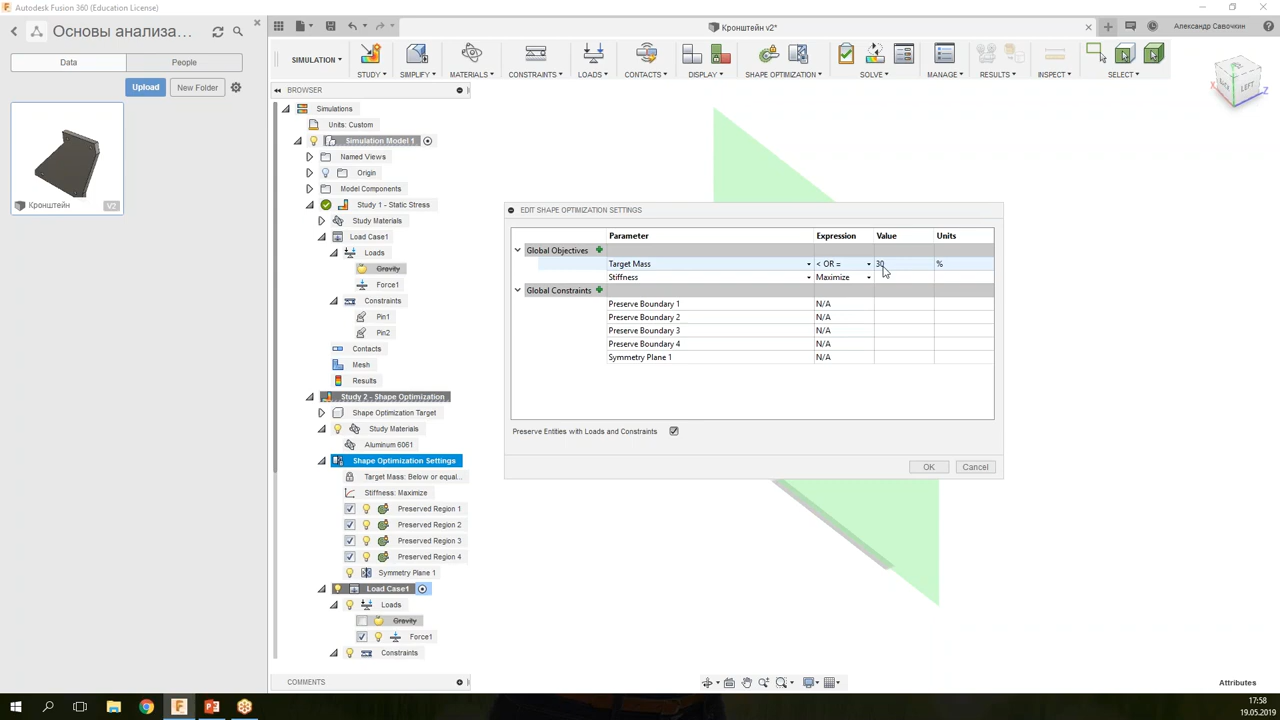 Autodesk Fusion 360 (Education License)
Основы анализа...
Data
People
Upload
New Folder
Кронштейн
V2
Кронштейн v2*
Александр Савочкин
SIMULATION
STUDY
SIMPLIFY
MATERIALS
CONSTRAINTS
LOADS
CONTACTS
DISPLAY
SHAPE OPTIMIZATION
SOLVE
MANAGE
RESULTS
INSPECT
SELECT
BROWSER
Simulations
Units: Custom
Simulation Model 1
Named Views
Origin
Model Components
Study 1 - Static Stress
Study Materials
Load Case1
Loads
Gravity
Force1
Constraints
Pin1
Pin2
Contacts
Mesh
Results
Study 2 - Shape Optimization
Shape Optimization Target
Study Materials
Aluminum 6061
Shape Optimization Settings
Target Mass: Below or equal...
Stiffness: Maximize
Preserved Region 1
Preserved Region 2
Preserved Region 3
Preserved Region 4
Symmetry Plane 1
Load Case1
Loads
Gravity
Force1
Constraints
COMMENTS
BACK
LEFT
X
Z
EDIT SHAPE OPTIMIZATION SETTINGS
Parameter Expression Value Units
Global Objectives
Target Mass < OR = 30 %
Stiffness Maximize
Global Constraints
Preserve Boundary 1 N/A
Preserve Boundary 2 N/A
Preserve Boundary 3 N/A
Preserve Boundary 4 N/A
Symmetry Plane 1 N/A
Preserve Entities with Loads and Constraints
OK
Cancel
Attributes
17:58
19.05.2019